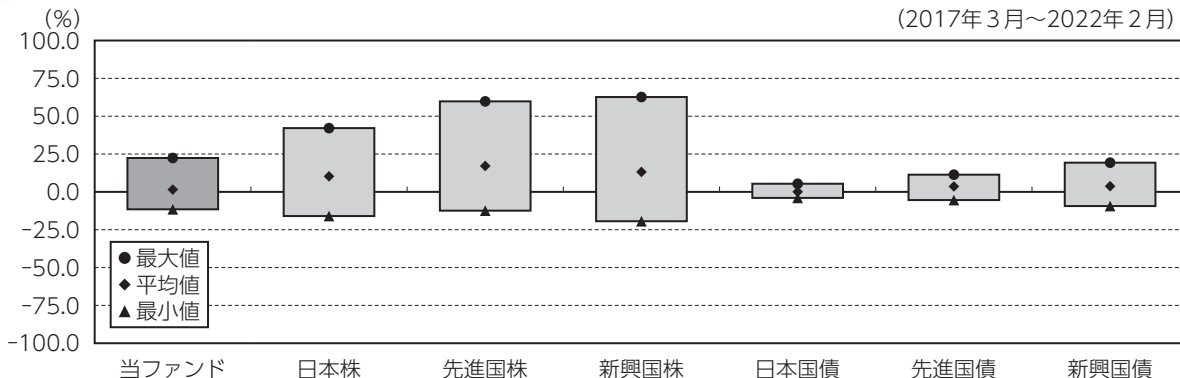 (%)
(2017年3月~2022年2月)
100.0
75.0
50.0
25.0
0.0
-25.0
-50.0
-75.0
-100.0
●最大値
◆平均値
▲最小値
当ファンド 日本株 先進国株 新興国株 日本国債 先進国債 新興国債